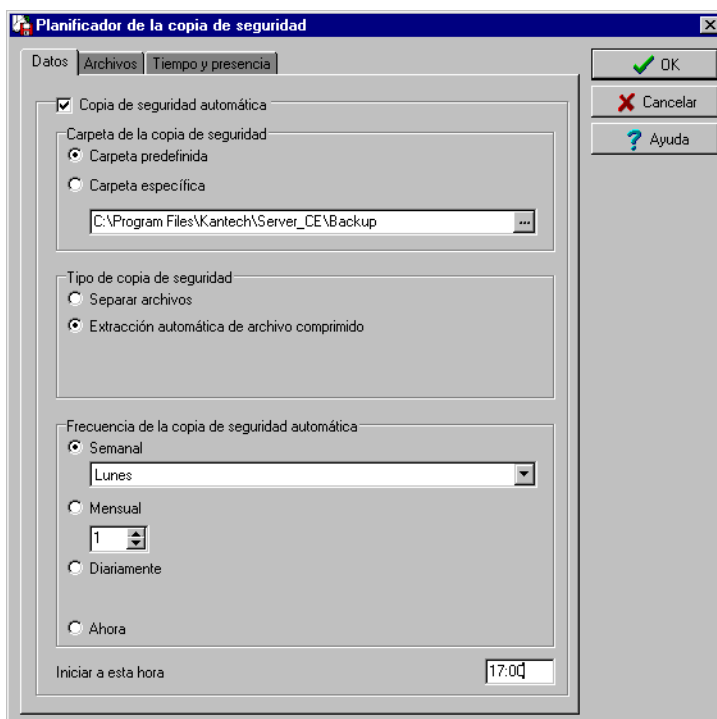 Planificador de la copia de seguridad
Datos Archivos Tiempo y presencia
OK
Cancelar
Ayuda
Copia de seguridad automática
Carpeta de la copia de seguridad
Carpeta predefinida
Carpeta específica
C:\Program Files\Kantech\Server_CE\Backup ...
Tipo de copia de seguridad
Separar archivos
Extracción automática de archivo comprimido
Frecuencia de la copia de seguridad automática
Semanal
Lunes
Mensual
1
Diariamente
Ahora
Iniciar a esta hora 17:00